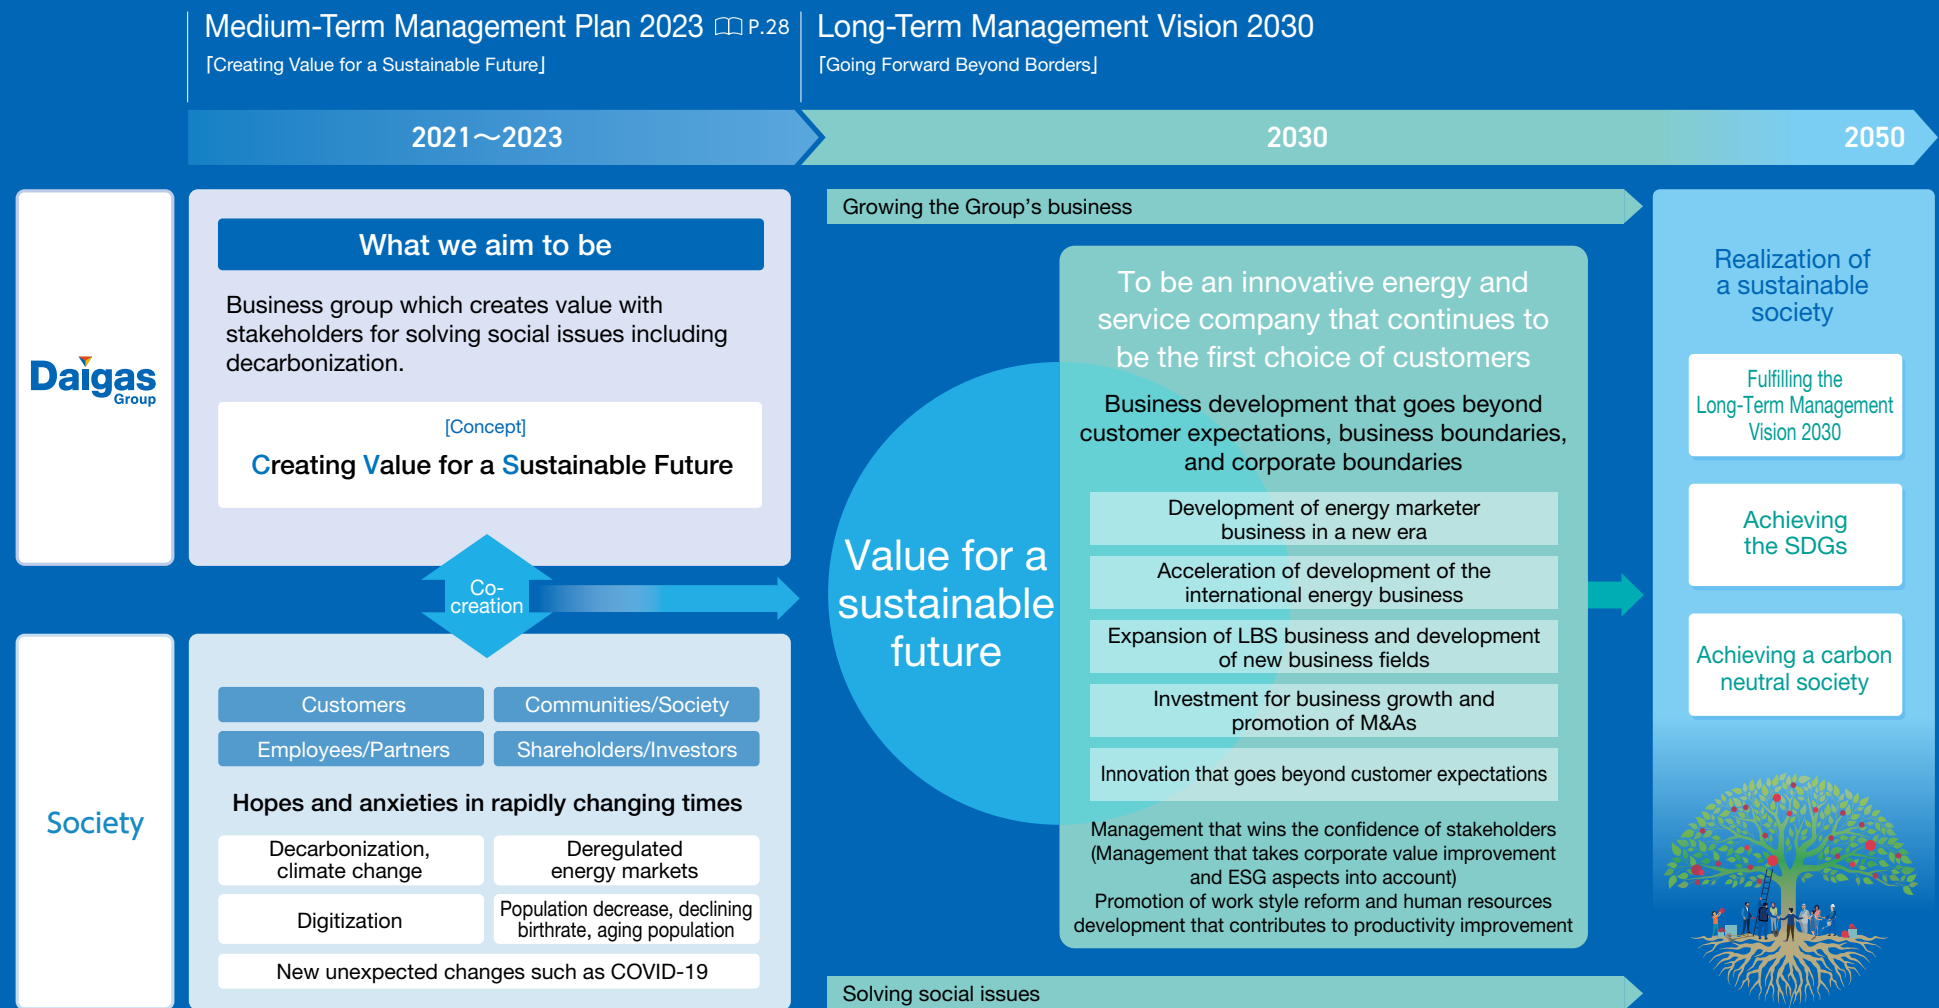 Medium-Term Management Plan 2023 P.28
｢Creating Value for a Sustainable Future｣
Long-Term Management Vision 2030
｢Going Forward Beyond Borders｣
2021～2023
2030
2050
Daigas
Group
What we aim to be
Business group which creates value with
stakeholders for solving social issues including
decarbonization.
[Concept]
Creating Value for a Sustainable Future
Co-
creation
Society
Customers
Communities/Society
Employees/Partners
Shareholders/Investors
Hopes and anxieties in rapidly changing times
Decarbonization,
climate change
Deregulated
energy markets
Digitization
Population decrease, declining
birthrate, aging population
New unexpected changes such as COVID-19
Growing the Group's business
Value for a
sustainable
future
To be an innovative energy and
service company that continues to
be the first choice of customers
Business development that goes beyond
customer expectations, business boundaries,
and corporate boundaries
Development of energy marketer
business in a new era
Acceleration of development of the
international energy business
Expansion of LBS business and development
of new business fields
Investment for business growth and
promotion of M&As
Innovation that goes beyond customer expectations
Management that wins the confidence of stakeholders
(Management that takes corporate value improvement
and ESG aspects into account)
Promotion of work style reform and human resources
development that contributes to productivity improvement
Solving social issues
Realization of
a sustainable
society
Fulfilling the
Long-Term Management
Vision 2030
Achieving
the SDGs
Achieving a carbon
neutral society